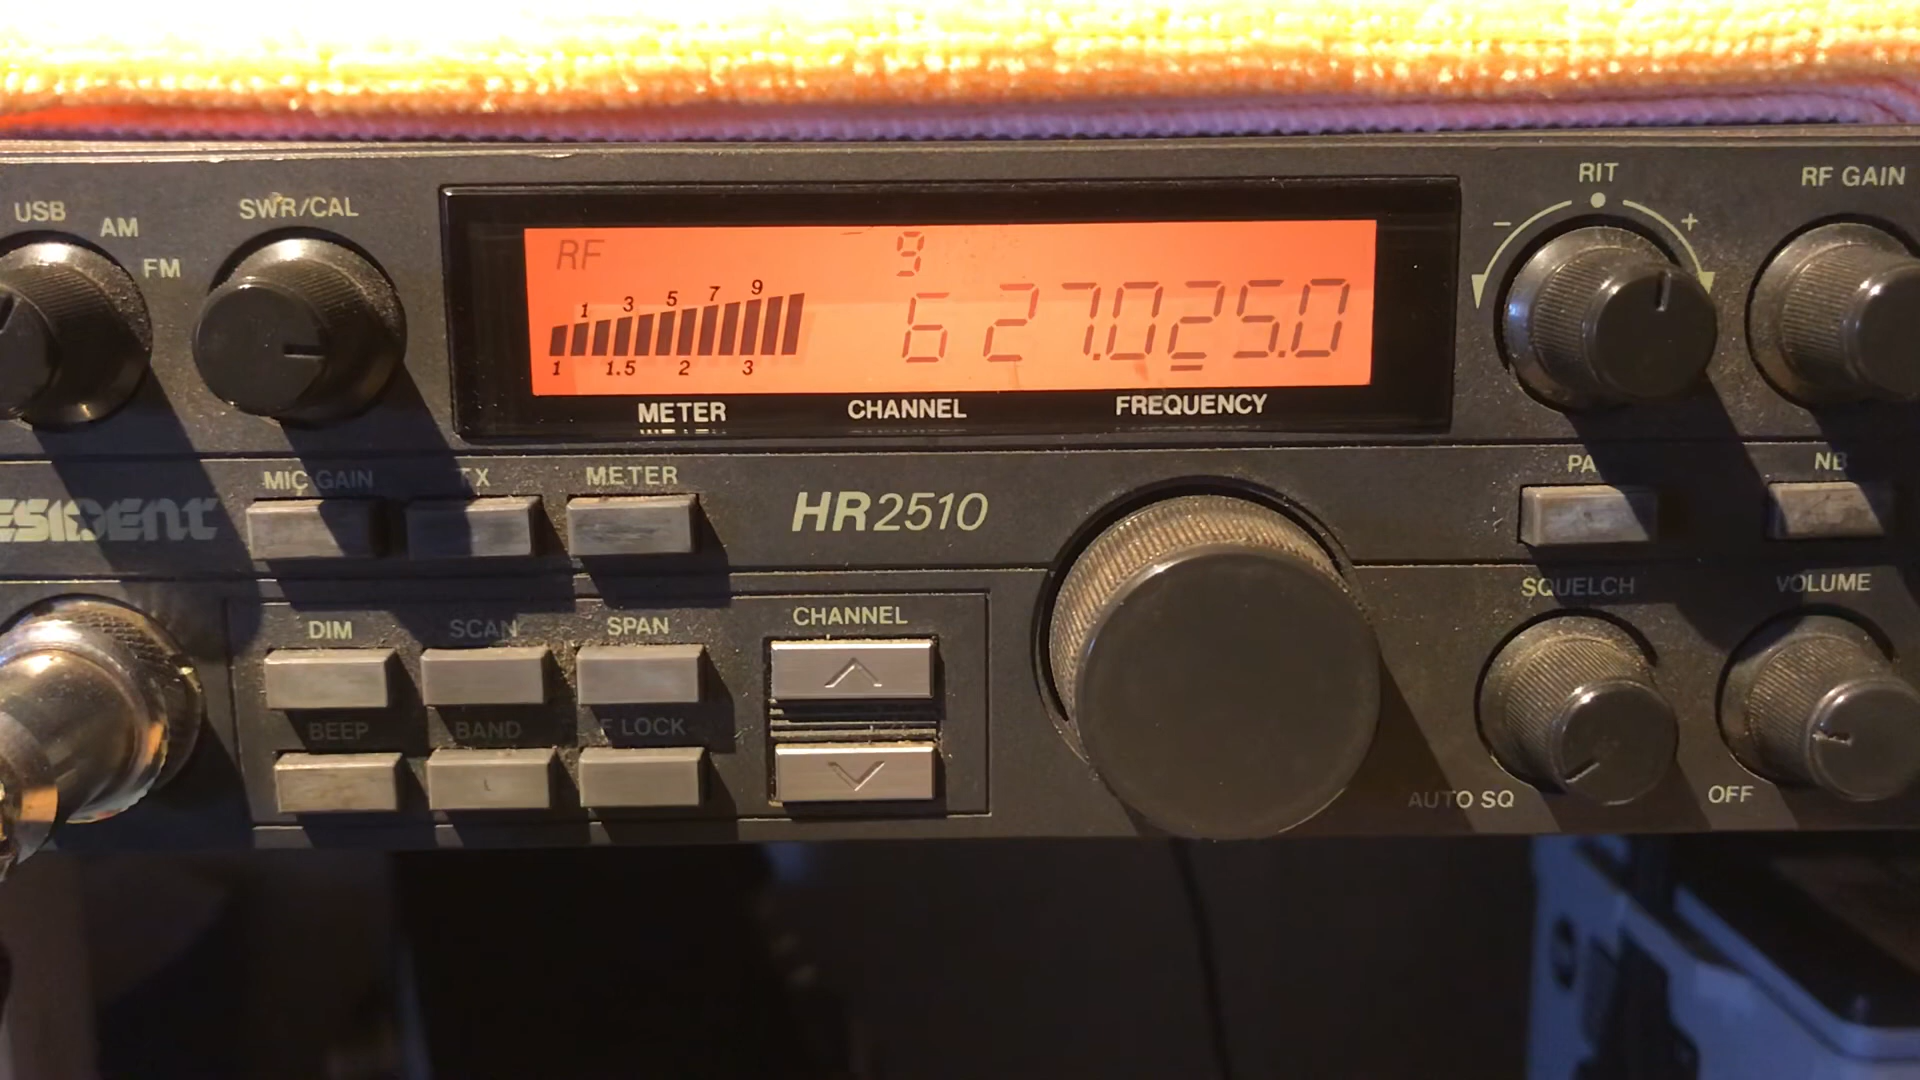 USB AM FM
SWR/CAL
RF
1 3 5 7 9
1 1.5 2 3
9
6 27.025.0
METER CHANNEL FREQUENCY
RIT
- +
RF GAIN
ESIDENT
MIC GAIN TX METER
HR2510
PA NB
DIM SCAN SPAN
CHANNEL
BEEP BAND F LOCK
SQUELCH VOLUME
AUTO SQ OFF